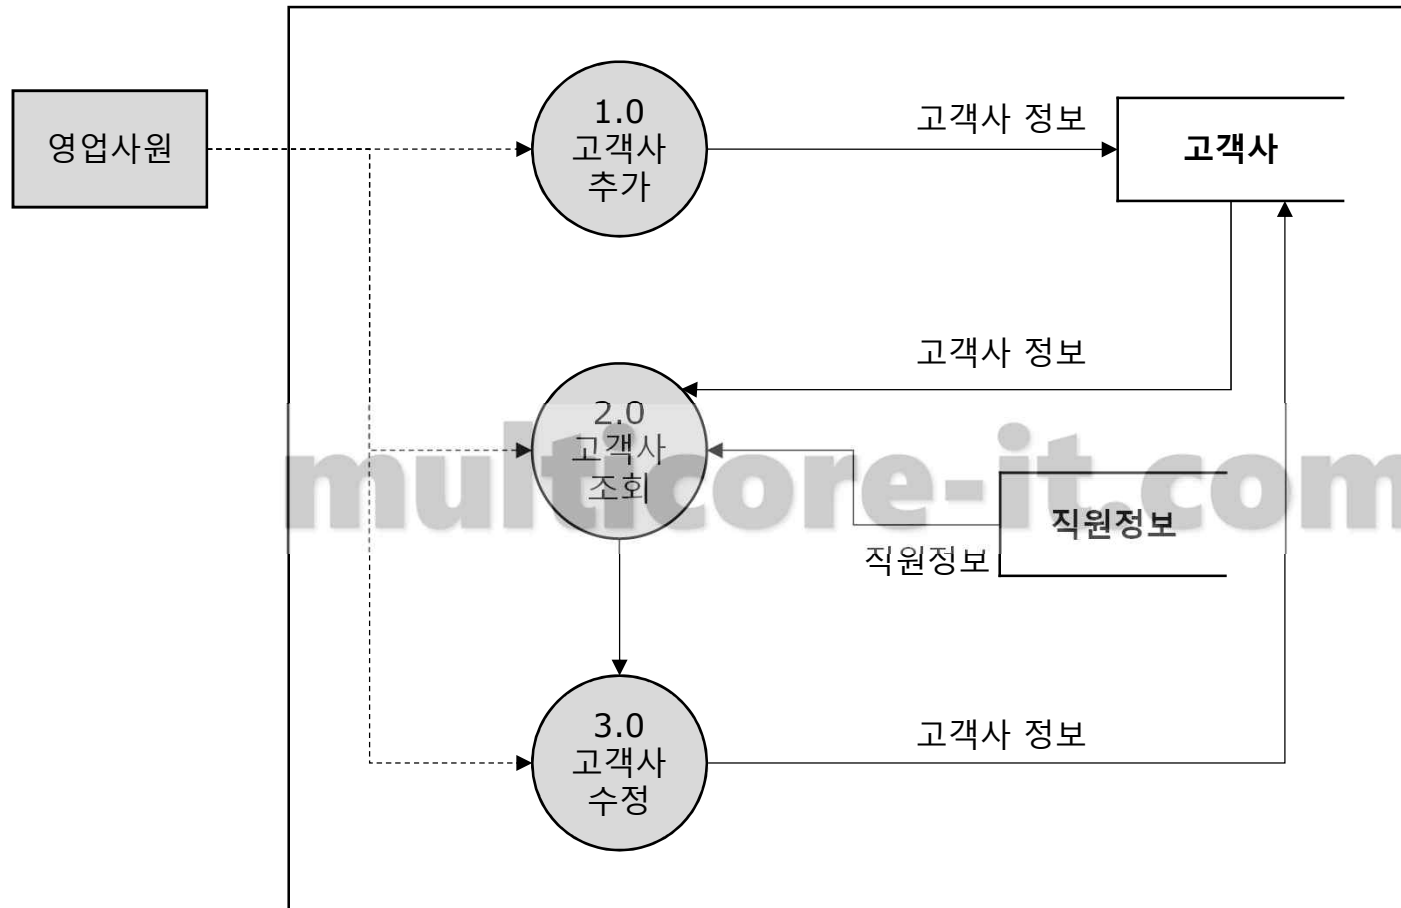 영업사원
1.0
고객사
추가
고객사 정보
고객사
고객사 정보
2.0
고객사
조회
multicore-it.com
직원정보
직원정보
3.0
고객사
수정
고객사 정보